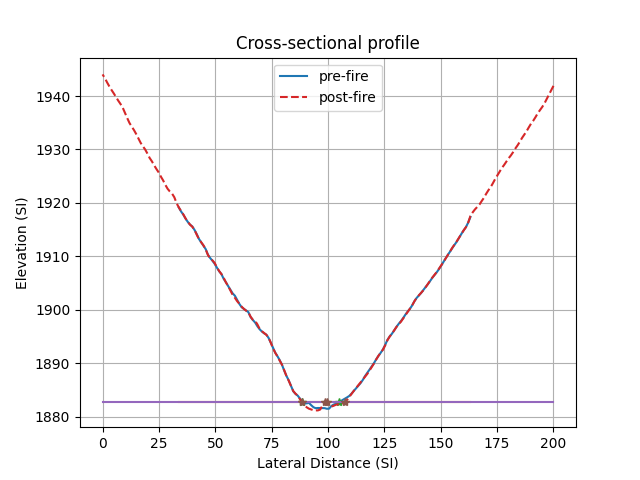 Cross-sectional profile
pre-fire
post-fire
Elevation (SI)
1940
1930
1920
1910
1900
1890
1880
0 25 50 75 100 125 150 175 200
Lateral Distance (SI)